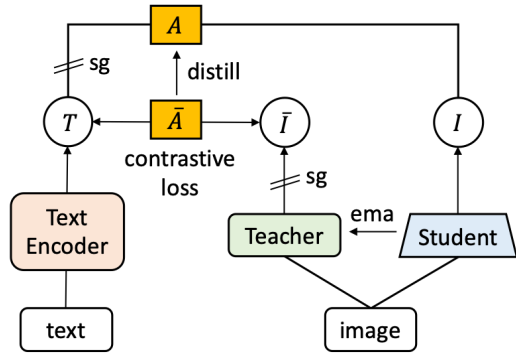 A
sg
distill
T
Ā
Ī
I
contrastive
loss
sg
Text
Encoder
Teacher
ema
Student
text
image